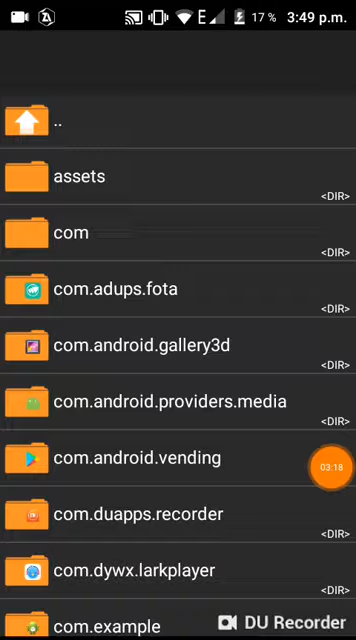 E 17 % 3:49 p.m.
..
assets
<DIR>
com
<DIR>
com.adups.fota
<DIR>
com.android.gallery3d
<DIR>
com.android.providers.media
<DIR>
com.android.vending
03:18
com.duapps.recorder
<DIR>
com.dywx.larkplayer
<DIR>
com.example
DU Recorder